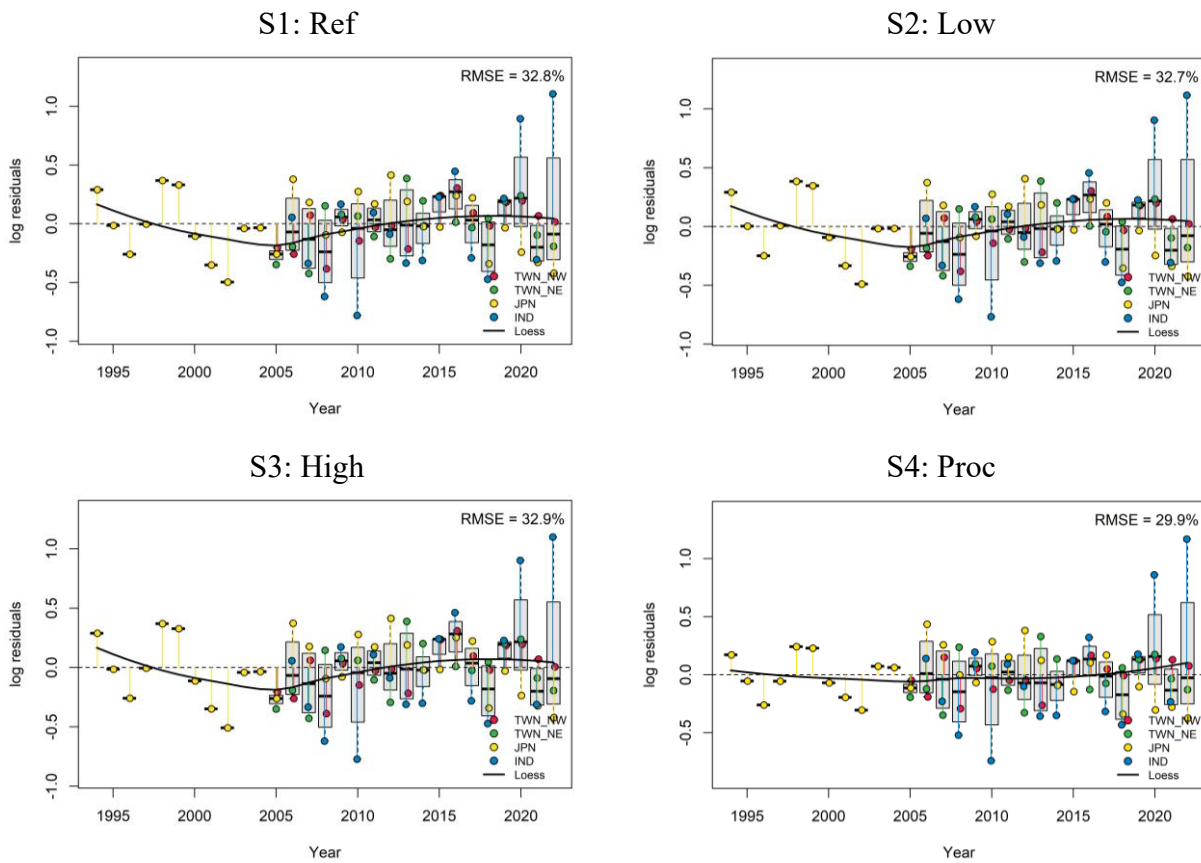 S1: Ref
RMSE = 32.8%
1.0
0.5
0.0
-0.5
-1.0
log residuals
TWN_NW
TWN_NE
JPN
IND
Loess
1995 2000 2005 2010 2015 2020
Year
S2: Low
RMSE = 32.7%
1.0
0.5
0.0
-0.5
-1.0
log residuals
TWN_NW
TWN_NE
JPN
IND
Loess
1995 2000 2005 2010 2015 2020
Year
S3: High
RMSE = 32.9%
1.0
0.5
0.0
-0.5
-1.0
log residuals
TWN_NW
TWN_NE
JPN
IND
Loess
1995 2000 2005 2010 2015 2020
Year
S4: Proc
RMSE = 29.9%
1.0
0.5
0.0
-0.5
log residuals
TWN_NW
TWN_NE
JPN
IND
Loess
1995 2000 2005 2010 2015 2020
Year